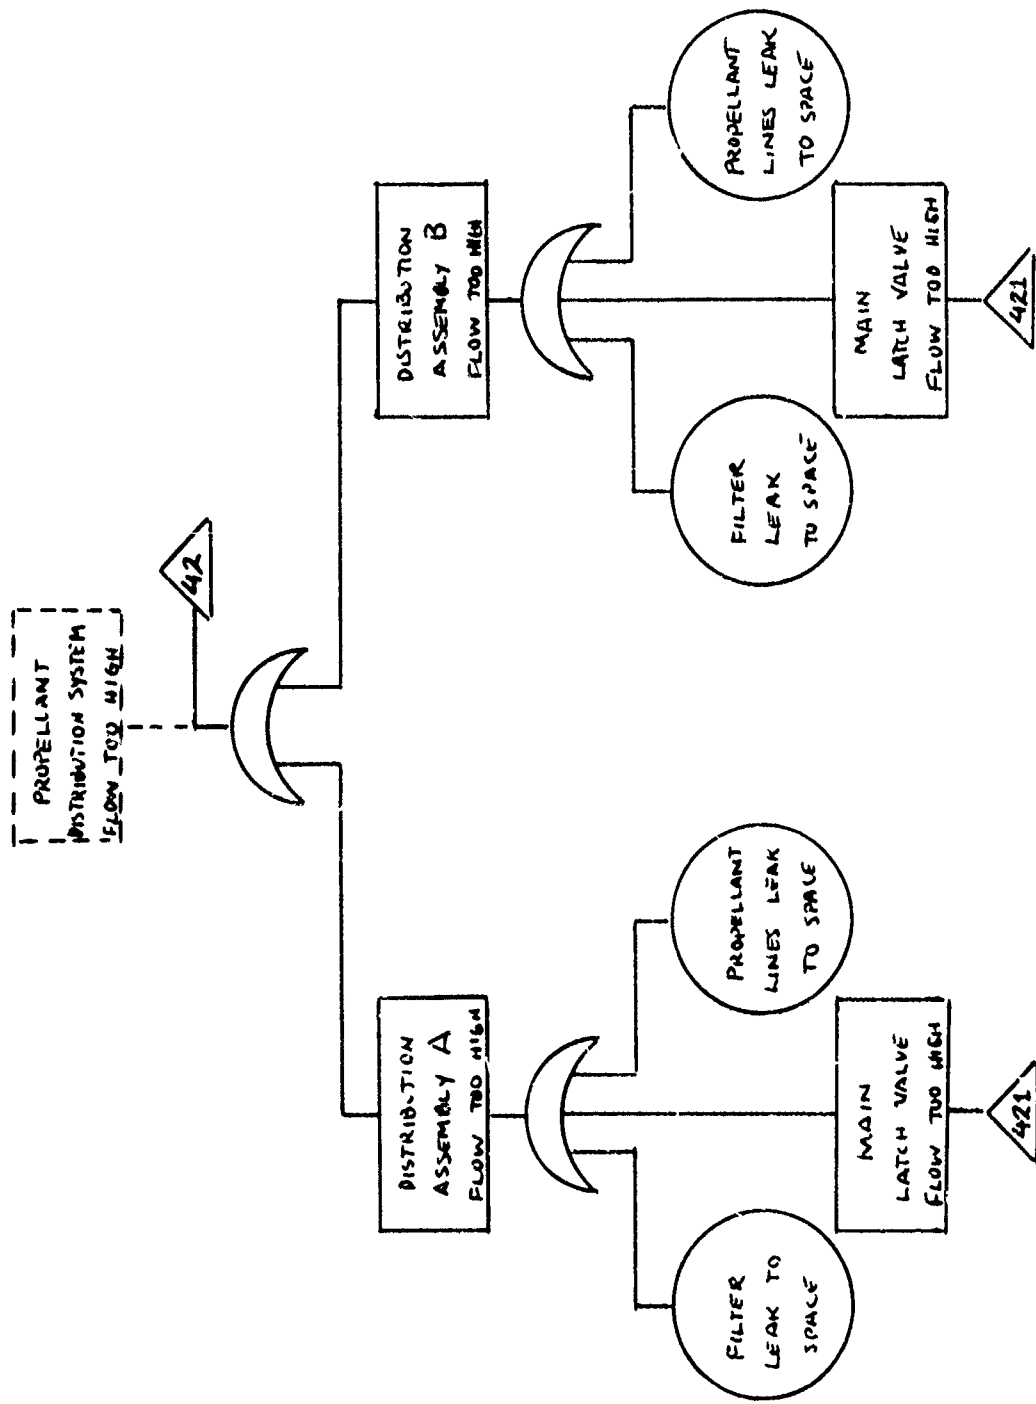 PROPELLANT
DISTRIBUTION SYSTEM
FLOW TOO HIGH
42
DISTRIBUTION
ASSEMBLY A
FLOW TOO HIGH
DISTRIBUTION
ASSEMBLY B
FLOW TOO HIGH
FILTER
LEAK TO
SPACE
PROPELLANT
LINES LEAK
TO SPACE
FILTER
LEAK
TO SPACE
PROPELLANT
LINES LEAK
TO SPACE
MAIN
LATCH VALVE
FLOW TOO HIGH
MAIN
LATCH VALVE
FLOW TOO HIGH
421
421